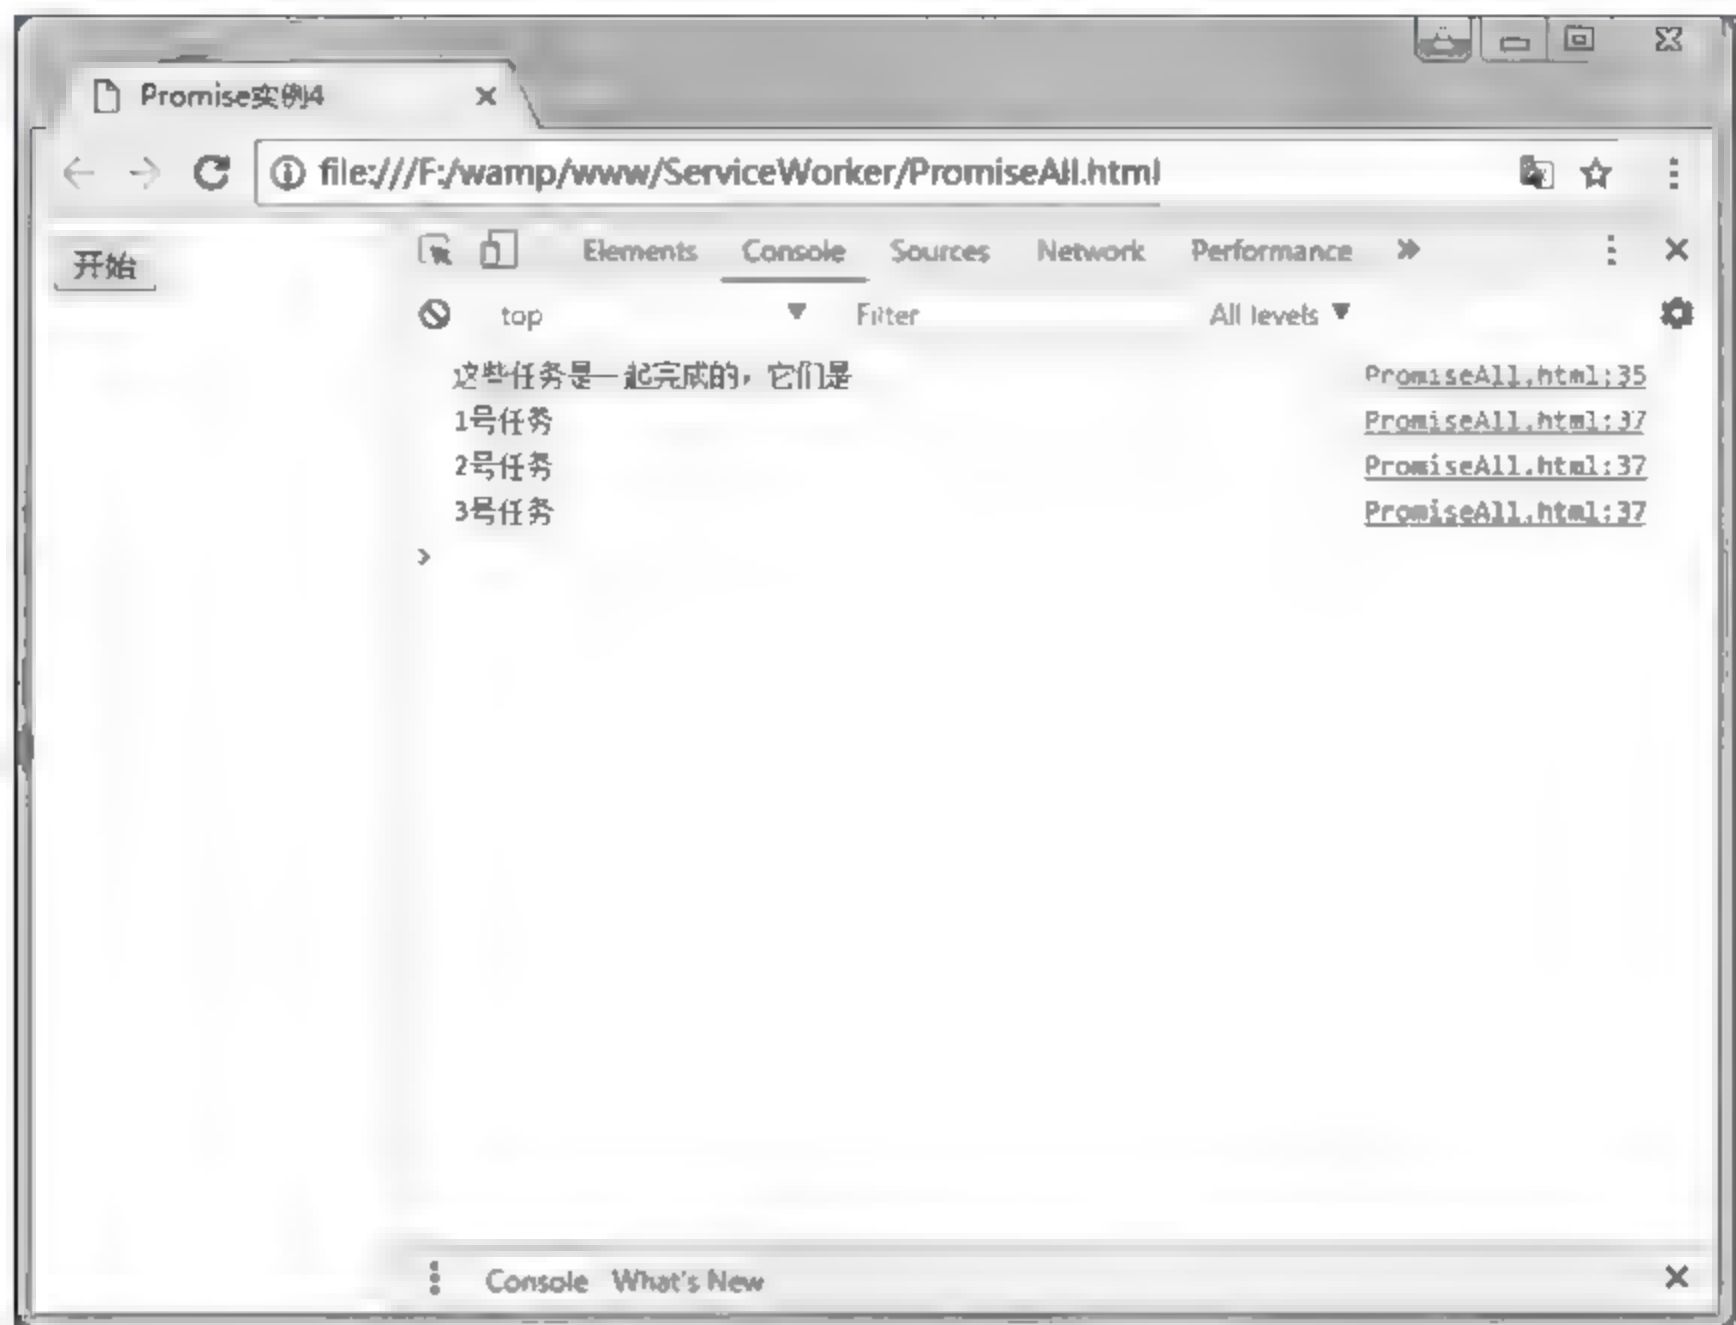 Promise实例4
file:///F:/wamp/www/ServiceWorker/PromiseAll.html
开始
Elements Console Sources Network Performance
top Filter All levels
这些任务是一起完成的，它们是 PromiseAll.html:35
1号任务 PromiseAll.html:37
2号任务 PromiseAll.html:37
3号任务 PromiseAll.html:37
Console What's New